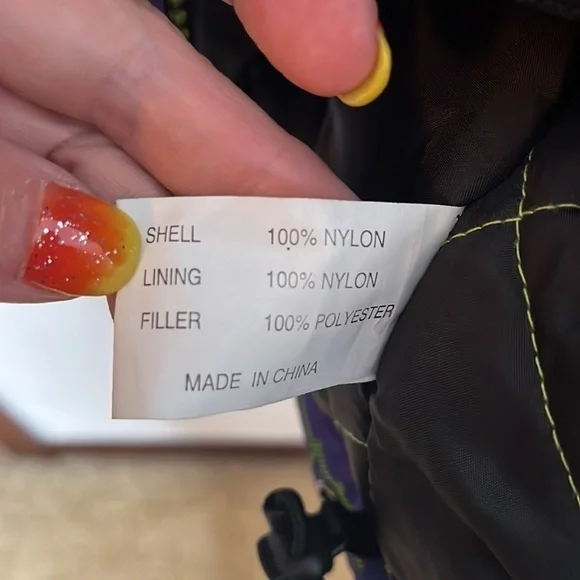 SHELL 100% NYLON
LINING 100% NYLON
FILLER 100% POLYESTER
MADE IN CHINA